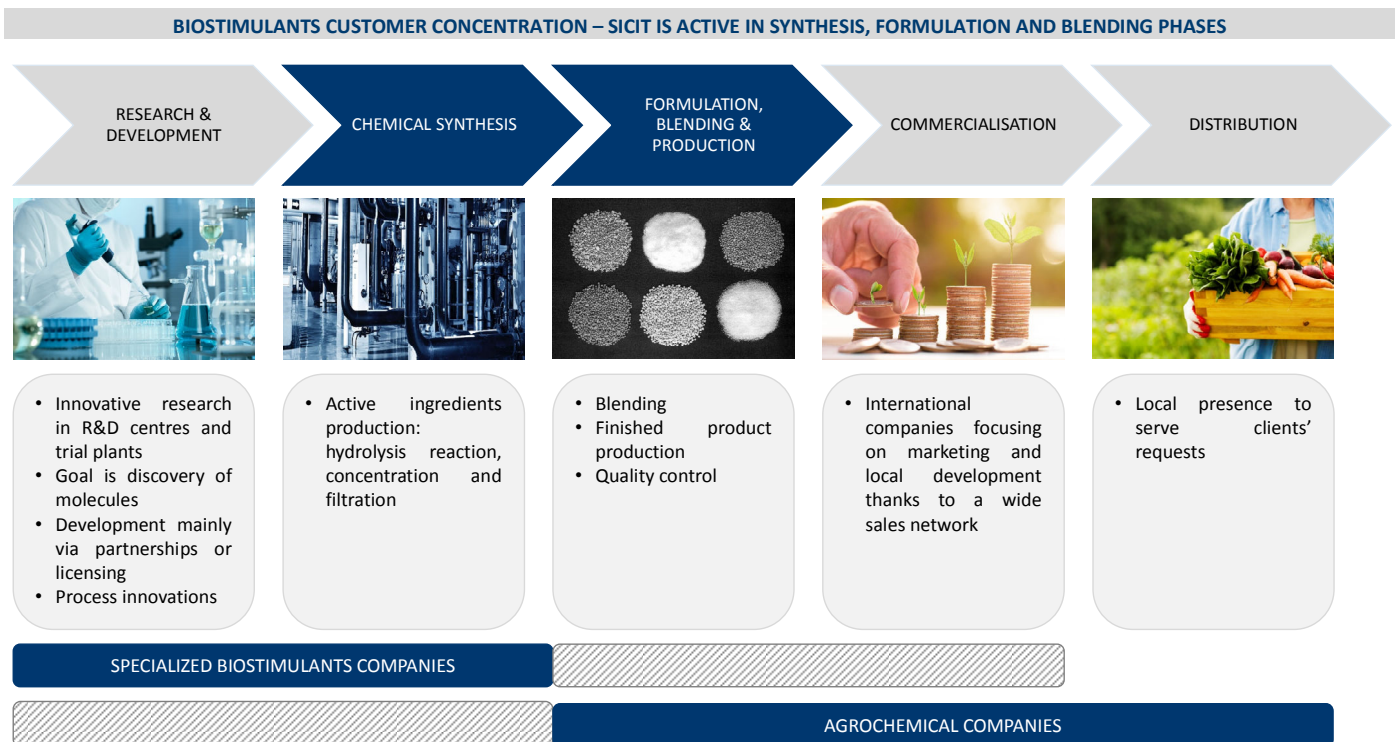 BIOSTIMULANTS CUSTOMER CONCENTRATION – SICIT IS ACTIVE IN SYNTHESIS, FORMULATION AND BLENDING PHASES
RESEARCH &
DEVELOPMENT
CHEMICAL SYNTHESIS
FORMULATION,
BLENDING &
PRODUCTION
COMMERCIALISATION
DISTRIBUTION
• Innovative research
in R&D centres and
trial plants
• Goal is discovery of
molecules
• Development mainly
via partnerships or
licensing
• Process innovations
• Active ingredients
production:
hydrolysis reaction,
concentration and
filtration
• Blending
• Finished product
production
• Quality control
• International
companies focusing
on marketing and
local development
thanks to a wide
sales network
• Local presence to
serve clients’
requests
SPECIALIZED BIOSTIMULANTS COMPANIES
AGROCHEMICAL COMPANIES